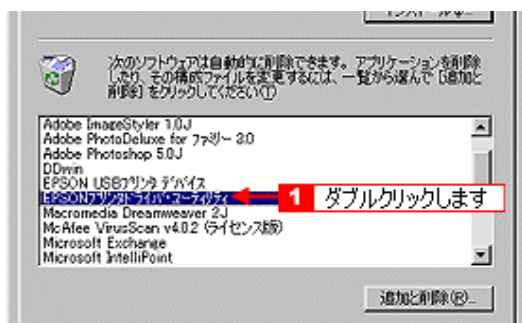 次のソフトウェアは自動的に削除できます。アプリケーションを削除
したり、その構成ファイルを変更するには、一覧から選んで [追加と
削除] をクリックしてください(T)
Adobe ImageStyler 1.0J
Adobe PhotoDeluxe for ファミリー 3.0
Adobe Photoshop 5.0J
DDwin
EPSON USBプリンタ デバイス
EPSONプリンタドライバ・ユーティリティ
1 ダブルクリックします
Macromedia Dreamweaver 2J
McAfee VirusScan v4.0.2 (ライセンス版)
Microsoft Exchange
Microsoft IntelliPoint
追加と削除(R)...